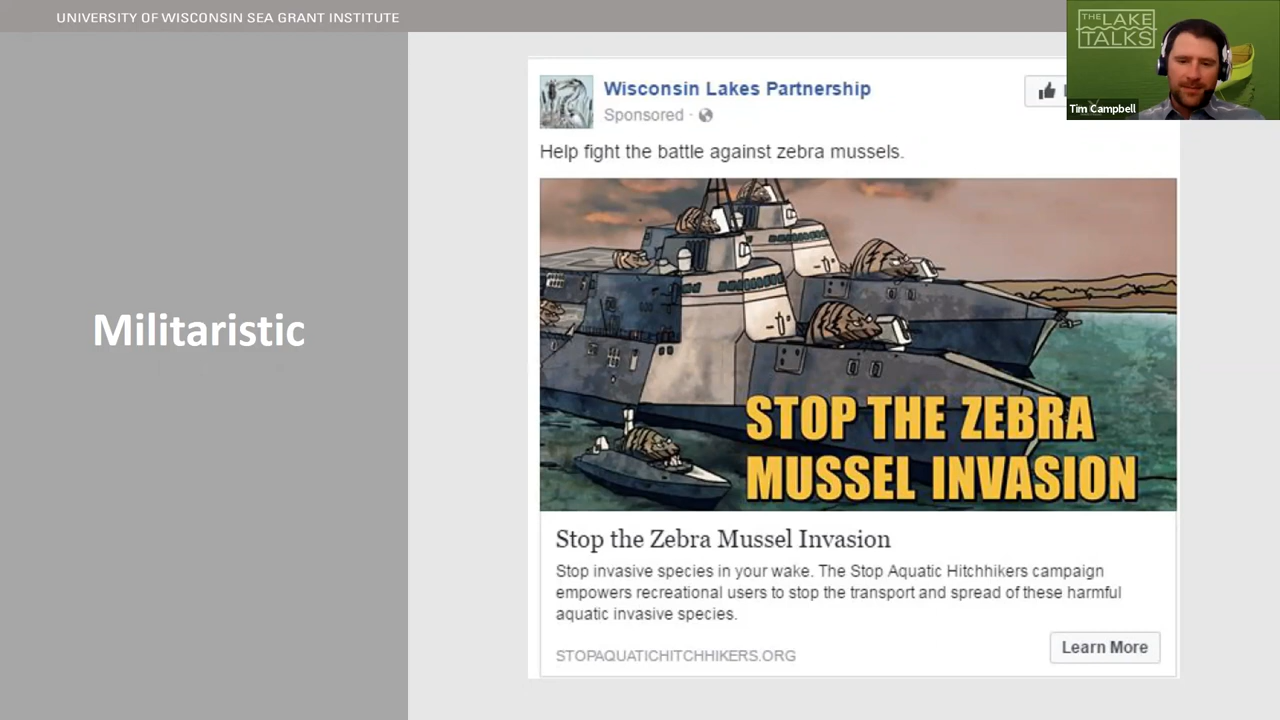 UNIVERSITY OF WISCONSIN SEA GRANT INSTITUTE
THE LAKE
TALKS
Tim Campbell
Militaristic
Wisconsin Lakes Partnership
Sponsored ·
Help fight the battle against zebra mussels.
STOP THE ZEBRA
MUSSEL INVASION
Stop the Zebra Mussel Invasion
Stop invasive species in your wake. The Stop Aquatic Hitchhikers campaign
empowers recreational users to stop the transport and spread of these harmful
aquatic invasive species.
STOPAQUATICHITCHHIKERS.ORG
Learn More